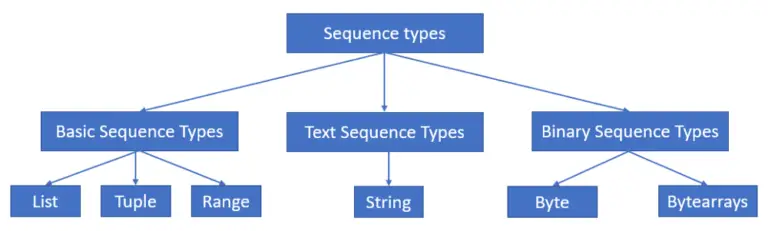 Sequence types
Basic Sequence Types
Text Sequence Types
Binary Sequence Types
List
Tuple
Range
String
Byte
Bytearrays